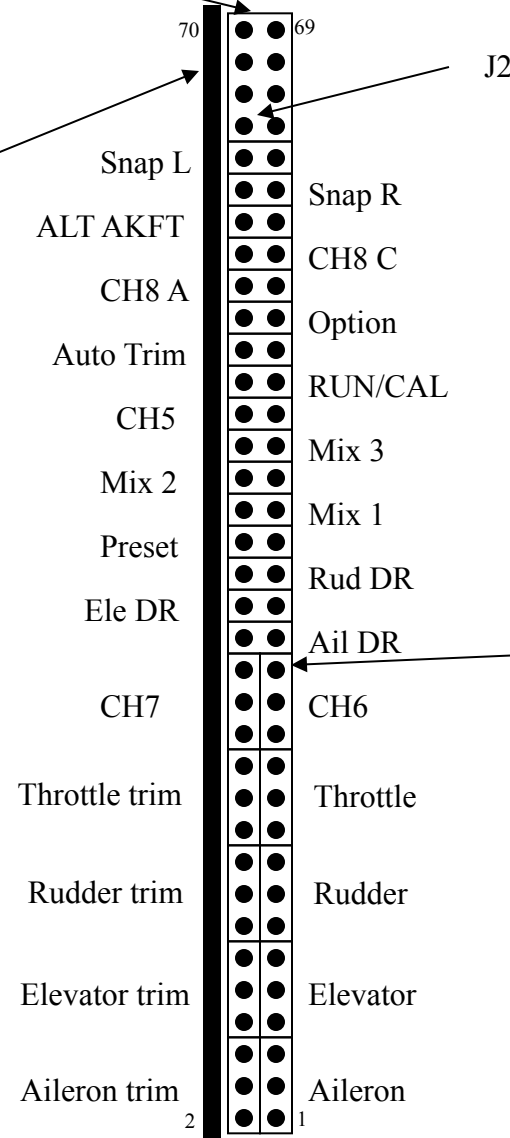 70
69
J2
Snap L
Snap R
ALT AKFT
CH8 C
CH8 A
Option
Auto Trim
RUN/CAL
CH5
Mix 3
Mix 2
Mix 1
Preset
Rud DR
Ele DR
Ail DR
CH7
CH6
Throttle trim
Throttle
Rudder trim
Rudder
Elevator trim
Elevator
Aileron trim
Aileron
2
1